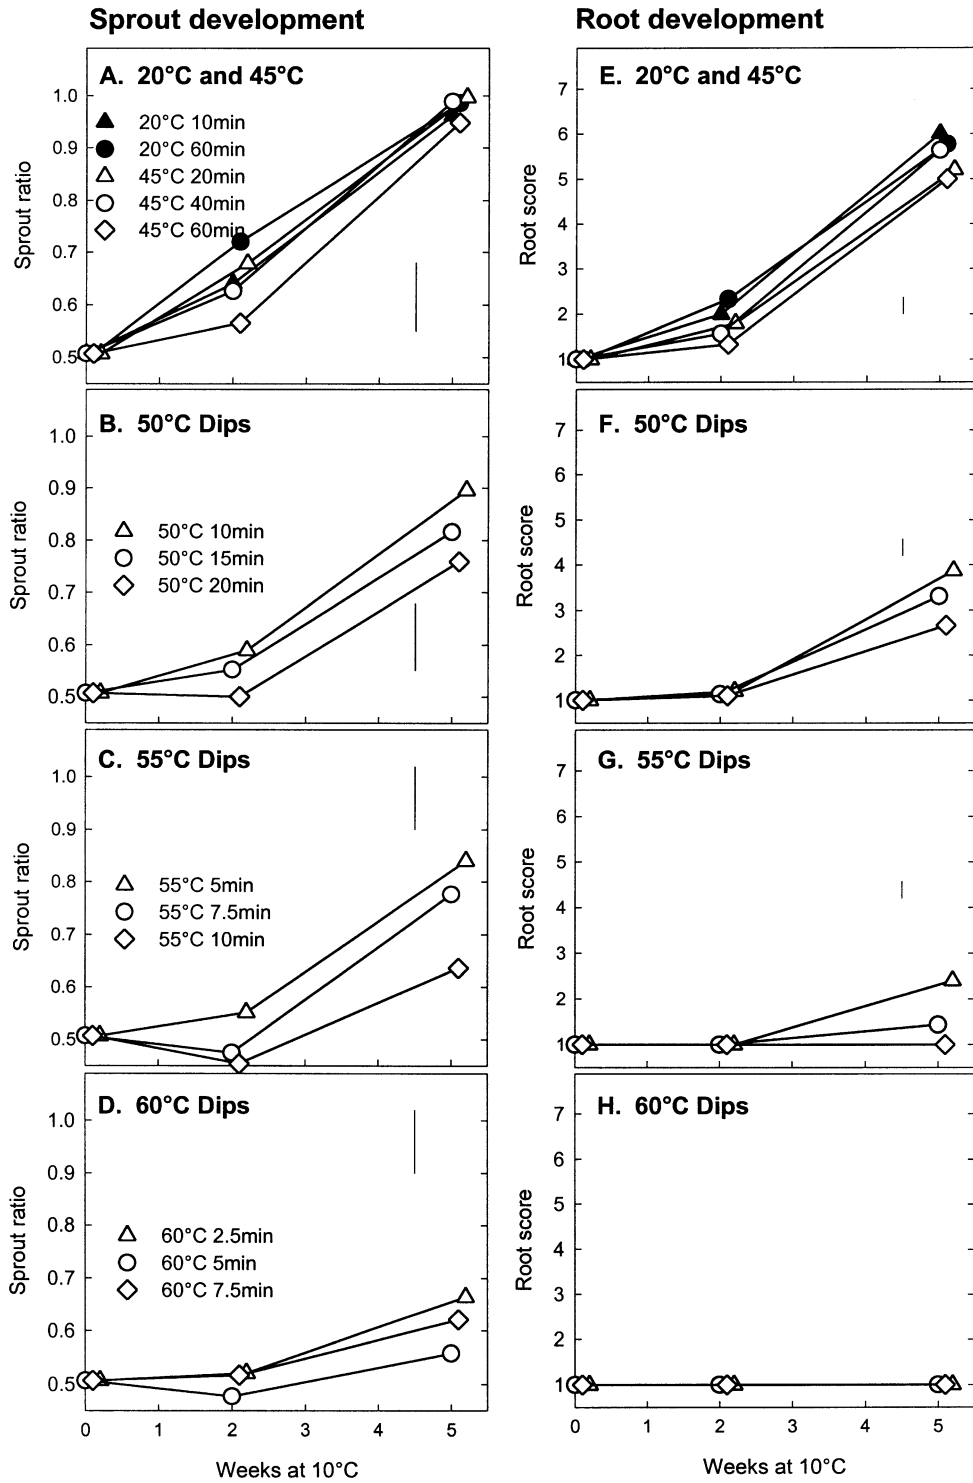 Sprout development
Root development
A. 20°C and 45°C
1.0
0.9
0.8
0.7
0.6
0.5
Sprout ratio
20°C 10min
20°C 60min
45°C 20min
45°C 40min
45°C 60min
E. 20°C and 45°C
7
6
5
4
3
2
1
Root score
B. 50°C Dips
1.0
0.9
0.8
0.7
0.6
0.5
Sprout ratio
50°C 10min
50°C 15min
50°C 20min
F. 50°C Dips
7
6
5
4
3
2
1
Root score
C. 55°C Dips
1.0
0.9
0.8
0.7
0.6
0.5
Sprout ratio
55°C 5min
55°C 7.5min
55°C 10min
G. 55°C Dips
7
6
5
4
3
2
1
Root score
D. 60°C Dips
1.0
0.9
0.8
0.7
0.6
0.5
Sprout ratio
60°C 2.5min
60°C 5min
60°C 7.5min
0 1 2 3 4 5
Weeks at 10°C
H. 60°C Dips
7
6
5
4
3
2
1
Root score
0 1 2 3 4 5
Weeks at 10°C